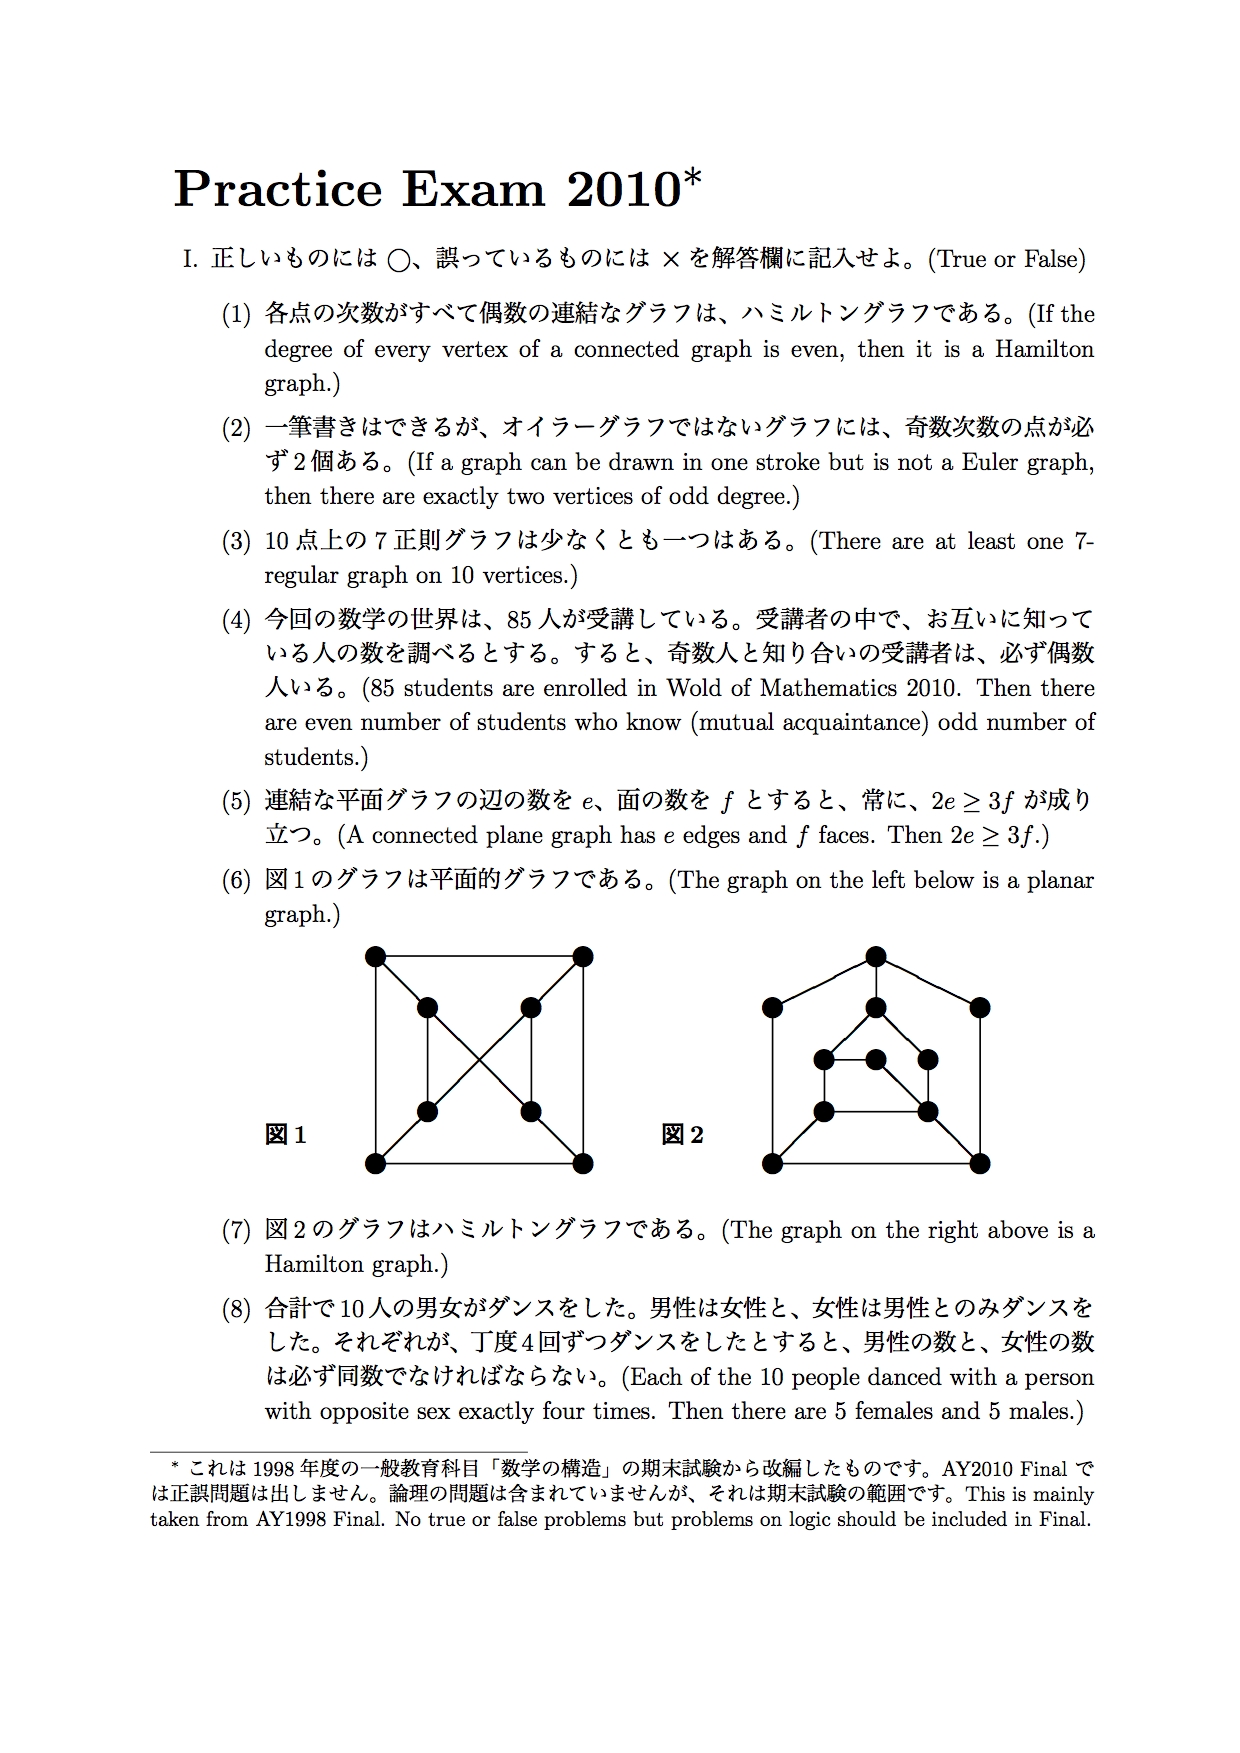 Practice Exam 2010*
I. 正しいものには ○、誤っているものには × を解答欄に記入せよ。(True or False)
(1) 各点の次数がすべて偶数の連結なグラフは、ハミルトングラフである。(If the
degree of every vertex of a connected graph is even, then it is a Hamilton
graph.)
(2) 一筆書きはできるが、オイラーグラフではないグラフには、奇数次数の点が必
ず 2 個ある。(If a graph can be drawn in one stroke but is not a Euler graph,
then there are exactly two vertices of odd degree.)
(3) 10 点上の 7 正則グラフは少なくとも一つはある。(There are at least one 7-
regular graph on 10 vertices.)
(4) 今回の数学の世界は、85 人が受講している。受講者の中で、お互いに知って
いる人の数を調べるとする。すると、奇数人と知り合いの受講者は、必ず偶数
人いる。(85 students are enrolled in Wold of Mathematics 2010. Then there
are even number of students who know (mutual acquaintance) odd number of
students.)
(5) 連結な平面グラフの辺の数を e、面の数を f とすると、常に、2e ≥ 3f が成り
立つ。(A connected plane graph has e edges and f faces. Then 2e ≥ 3f.)
(6) 図 1 のグラフは平面的グラフである。(The graph on the left below is a planar
graph.)
図 1 図 2
(7) 図 2 のグラフはハミルトングラフである。(The graph on the right above is a
Hamilton graph.)
(8) 合計で 10 人の男女がダンスをした。男性は女性と、女性は男性とのみダンスを
した。それぞれが、丁度 4 回ずつダンスをしたとすると、男性の数と、女性の数
は必ず同数でなければならない。(Each of the 10 people danced with a person
with opposite sex exactly four times. Then there are 5 females and 5 males.)
* これは 1998 年度の一般教育科目「数学の構造」の期末試験から改編したものです。AY2010 Final で
は正誤問題は出しません。論理の問題は含まれていませんが、それは期末試験の範囲です。This is mainly
taken from AY1998 Final. No true or false problems but problems on logic should be included in Final.